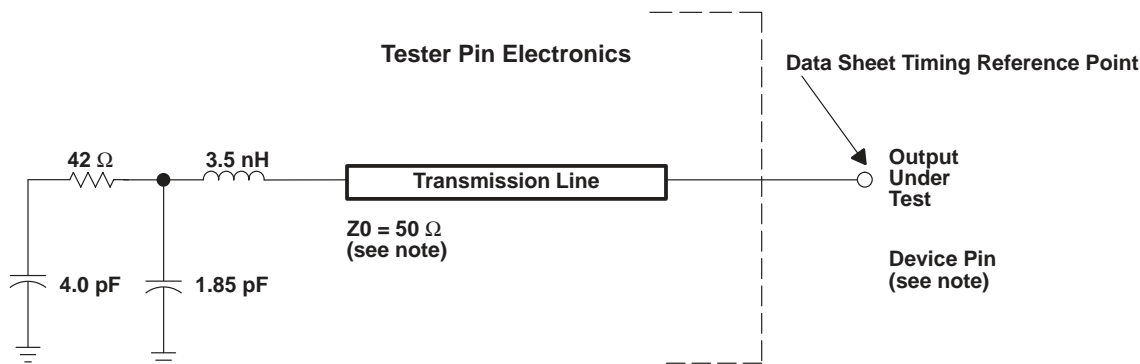 Tester Pin Electronics
Data Sheet Timing Reference Point
42 Ω
3.5 nH
Transmission Line
Output
Under
Test
Z0 = 50 Ω
(see note)
Device Pin
(see note)
4.0 pF
1.85 pF